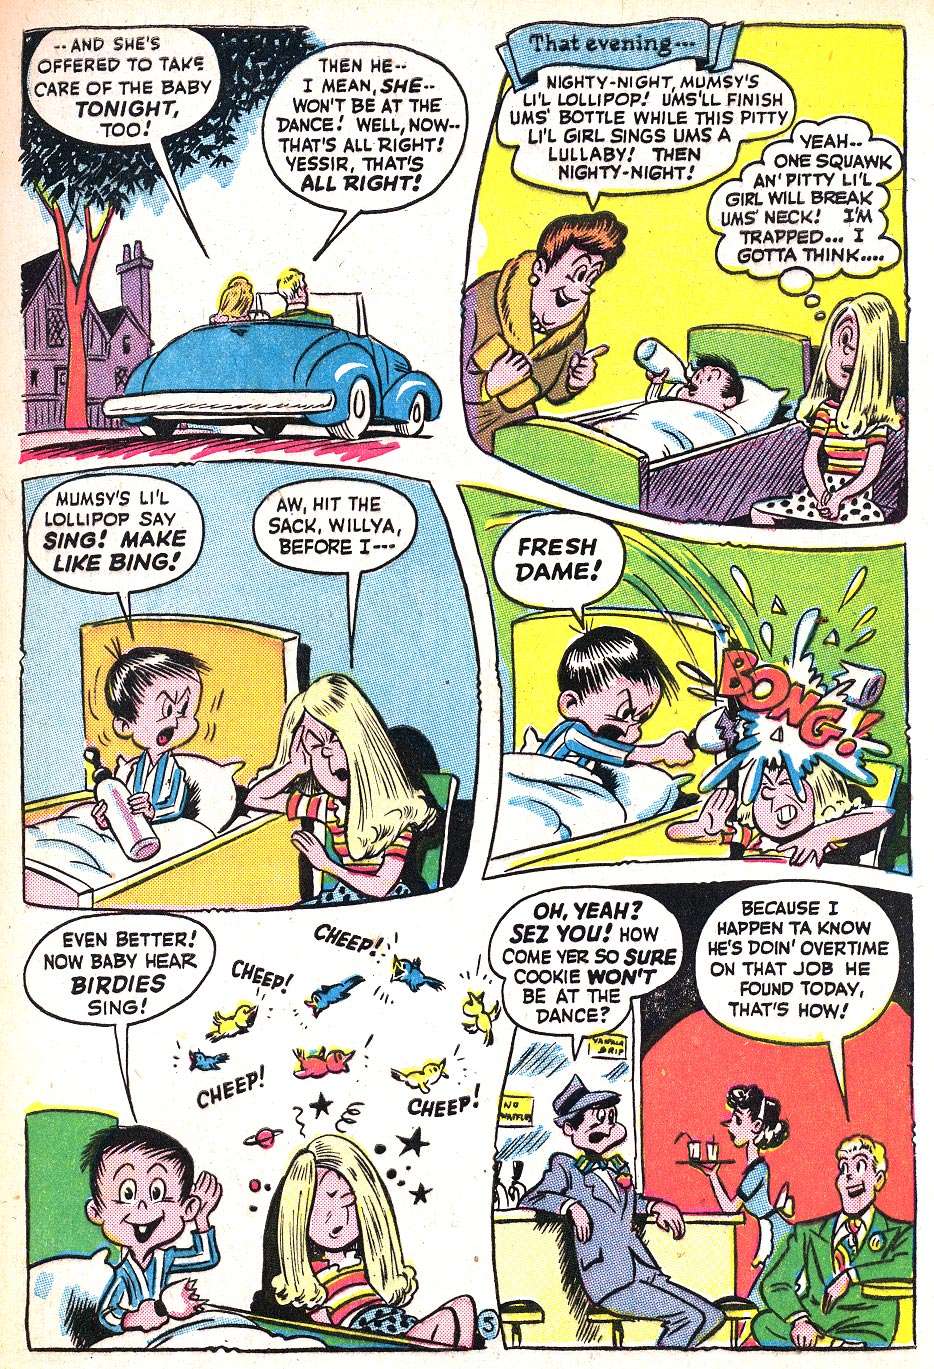 -- AND SHE'S
OFFERED TO TAKE
CARE OF THE BABY
TONIGHT,
TOO!
THEN HE--
I MEAN, SHE--
WON'T BE AT THE
DANCE! WELL, NOW--
THAT'S ALL RIGHT!
YESSIR, THAT'S
ALL RIGHT!
That evening---
NIGHTY-NIGHT, MUMSY'S
LI'L LOLLIPOP! UMS'LL FINISH
UMS' BOTTLE WHILE THIS PITTY
LI'L GIRL SINGS UMS A
LULLABY! THEN
NIGHTY-NIGHT!
YEAH--
ONE SQUAWK
AN' PITTY LI'L
GIRL WILL BREAK
UMS' NECK! I'M
TRAPPED... I
GOTTA THINK....
MUMSY'S LI'L
LOLLIPOP SAY
SING! MAKE
LIKE BING!
AW, HIT THE
SACK, WILLYA,
BEFORE I---
FRESH
DAME!
BONG!
EVEN BETTER!
NOW BABY HEAR
BIRDIES
SING!
CHEEP!
CHEEP!
CHEEP!
CHEEP!
OH, YEAH?
SEZ YOU! HOW
COME YER SO SURE
COOKIE WON'T
BE AT THE
DANCE?
BECAUSE I
HAPPEN TA KNOW
HE'S DOIN' OVERTIME
ON THAT JOB HE
FOUND TODAY,
THAT'S HOW!
VANILA
DRIP
NO
WAFFLES
5